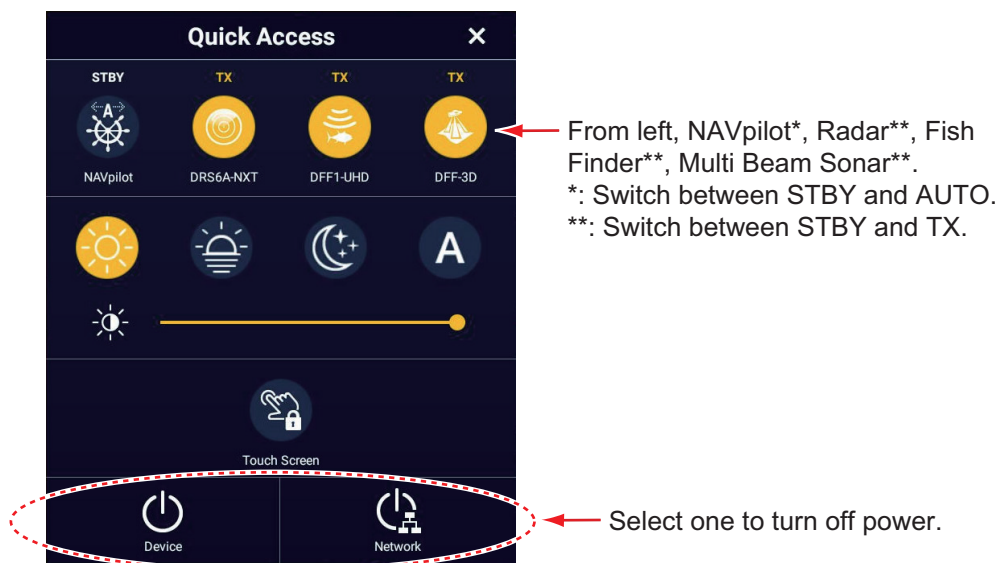 Quick Access
STBY TX TX TX
A
NAVpilot DRS6A-NXT DFF1-UHD DFF-3D
From left, NAVpilot*, Radar**, Fish
Finder**, Multi Beam Sonar**.
*: Switch between STBY and AUTO.
**: Switch between STBY and TX.
A
Touch Screen
Device Network
Select one to turn off power.